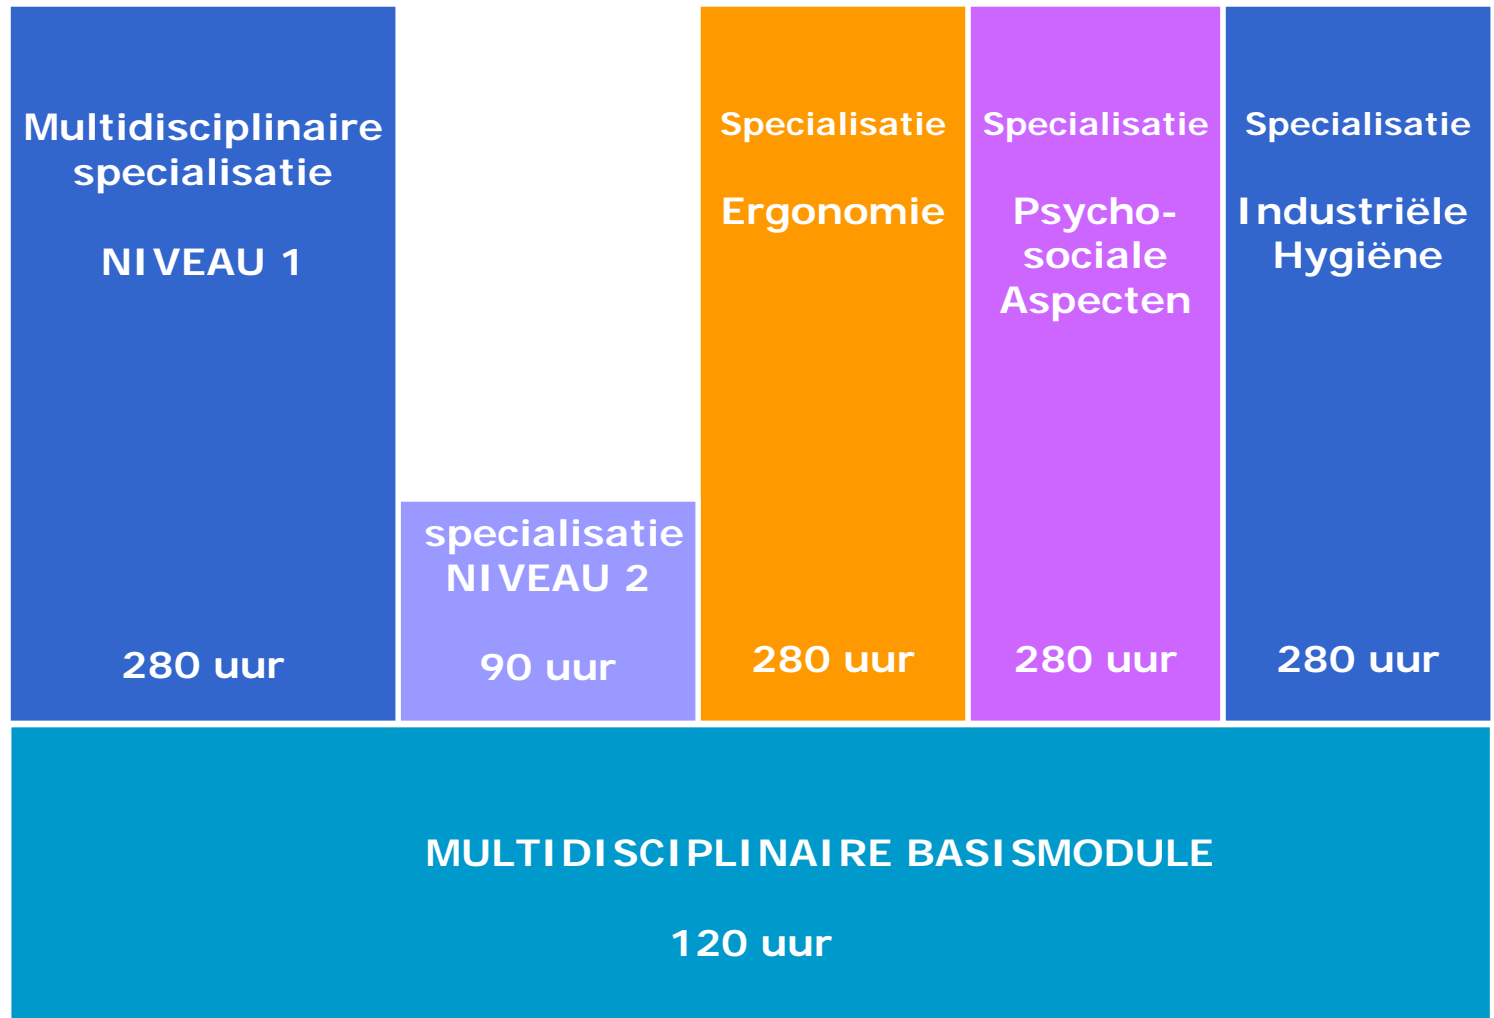 Multidisciplinaire
specialisatie
NIVEAU 1
280 uur
specialisatie
NIVEAU 2
90 uur
Specialisatie
Ergonomie
280 uur
Specialisatie
Psycho-
sociale
Aspecten
280 uur
Specialisatie
Industriële
Hygiëne
280 uur
MULTIDISCIPLINAIRE BASISMODULE
120 uur